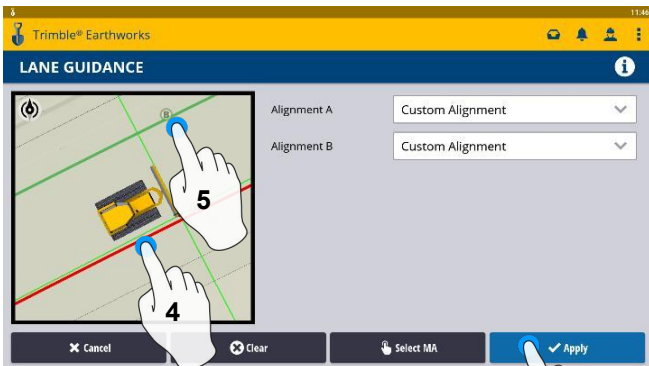 11:46
Trimble® Earthworks
LANE GUIDANCE
Alignment A
Custom Alignment
Alignment B
Custom Alignment
B
5
4
Cancel
Clear
Select MA
Apply